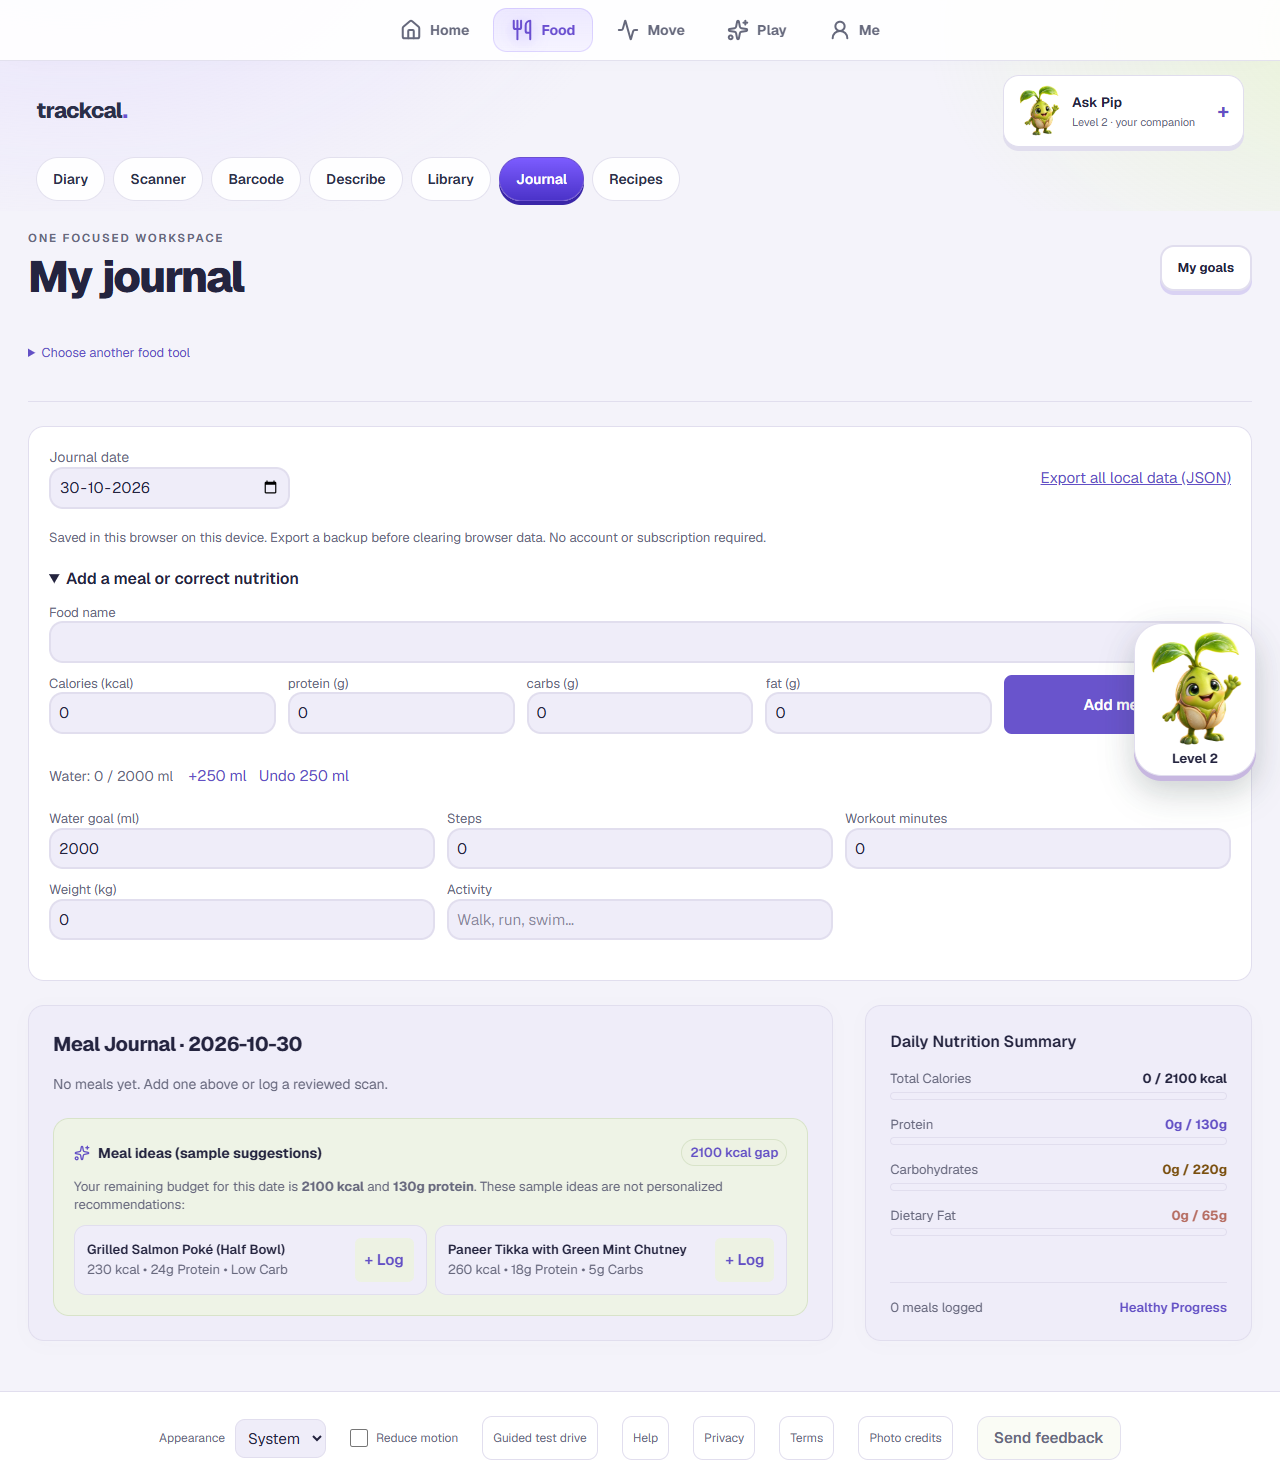 Home Food Move Play Me
trackcal.
Ask Pip
Level 2 · your companion
+
Diary Scanner Barcode Describe Library Journal Recipes
ONE FOCUSED WORKSPACE
My journal
My goals
Choose another food tool
Journal date
30-10-2026
Export all local data (JSON)
Saved in this browser on this device. Export a backup before clearing browser data. No account or subscription required.
Add a meal or correct nutrition
Food name
Calories (kcal) protein (g) carbs (g) fat (g)
0 0 0 0
Add
Level 2
Water: 0 / 2000 ml +250 ml Undo 250 ml
Water goal (ml) Steps Workout minutes
2000 0 0
Weight (kg) Activity
0 Walk, run, swim...
Meal Journal · 2026-10-30
No meals yet. Add one above or log a reviewed scan.
Meal ideas (sample suggestions)
2100 kcal gap
Your remaining budget for this date is 2100 kcal and 130g protein. These sample ideas are not personalized
recommendations:
Grilled Salmon Poké (Half Bowl)
230 kcal • 24g Protein • Low Carb
+ Log
Paneer Tikka with Green Mint Chutney
260 kcal • 18g Protein • 5g Carbs
+ Log
Daily Nutrition Summary
Total Calories 0 / 2100 kcal
Protein 0g / 130g
Carbohydrates 0g / 220g
Dietary Fat 0g / 65g
0 meals logged Healthy Progress
Appearance System Reduce motion Guided test drive Help Privacy Terms Photo credits Send feedback